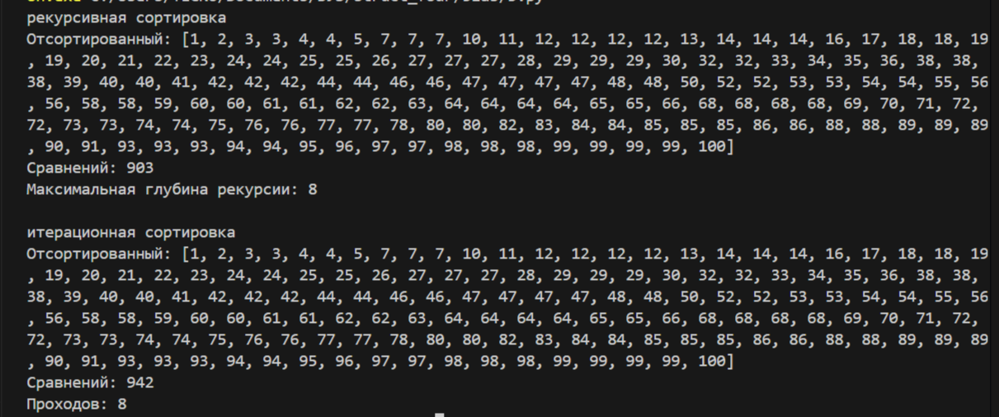 рекурсивная сортировка
Отсортированный: [1, 2, 3, 3, 4, 4, 5, 7, 7, 7, 10, 11, 12, 12, 12, 12, 13, 14, 14, 14, 16, 17, 18, 18, 19
, 19, 20, 21, 22, 23, 24, 24, 25, 25, 26, 27, 27, 27, 28, 29, 29, 29, 30, 32, 32, 33, 34, 35, 36, 38, 38,
38, 39, 40, 40, 41, 42, 42, 42, 44, 44, 46, 46, 47, 47, 47, 47, 48, 48, 50, 52, 52, 53, 53, 54, 54, 55, 56
, 56, 58, 58, 59, 60, 60, 61, 61, 62, 62, 63, 64, 64, 64, 64, 65, 65, 66, 68, 68, 68, 68, 69, 70, 71, 72,
72, 73, 73, 74, 74, 75, 76, 76, 77, 77, 78, 80, 80, 82, 83, 84, 84, 85, 85, 85, 86, 86, 88, 88, 89, 89, 89
, 90, 91, 93, 93, 93, 94, 94, 95, 96, 97, 97, 98, 98, 98, 99, 99, 99, 99, 100]
Сравнений: 903
Максимальная глубина рекурсии: 8
итерационная сортировка
Отсортированный: [1, 2, 3, 3, 4, 4, 5, 7, 7, 7, 10, 11, 12, 12, 12, 12, 13, 14, 14, 14, 16, 17, 18, 18, 19
, 19, 20, 21, 22, 23, 24, 24, 25, 25, 26, 27, 27, 27, 28, 29, 29, 29, 30, 32, 32, 33, 34, 35, 36, 38, 38,
38, 39, 40, 40, 41, 42, 42, 42, 44, 44, 46, 46, 47, 47, 47, 47, 48, 48, 50, 52, 52, 53, 53, 54, 54, 55, 56
, 56, 58, 58, 59, 60, 60, 61, 61, 62, 62, 63, 64, 64, 64, 64, 65, 65, 66, 68, 68, 68, 68, 69, 70, 71, 72,
72, 73, 73, 74, 74, 75, 76, 76, 77, 77, 78, 80, 80, 82, 83, 84, 84, 85, 85, 85, 86, 86, 88, 88, 89, 89, 89
, 90, 91, 93, 93, 93, 94, 94, 95, 96, 97, 97, 98, 98, 98, 99, 99, 99, 99, 100]
Сравнений: 942
Проходов: 8